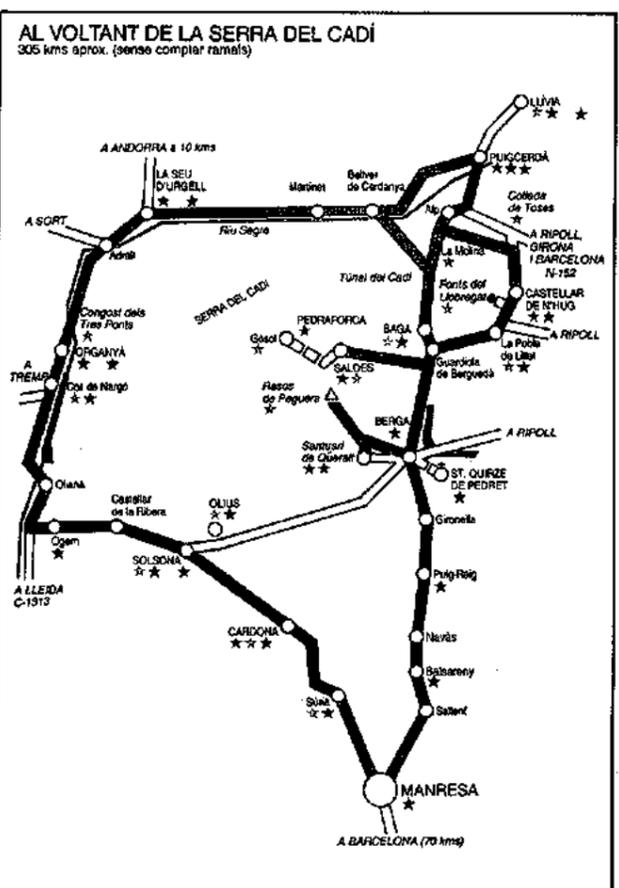 AL VOLTANT DE LA SERRA DEL CADÍ
305 kms aprox. (sense comptar ramals)
LLÍVIA
A ANDORRA a 10 kms
PUIGCERDÀ
LA SEU
D'URGELL
Martinet
Bellver
de Cerdanya
Alp
Collada
de Toses
A SORT
Adrall
Riu Segre
A RIPOLL,
GIRONA
I BARCELONA
N-152
La Molina
Túnel del Cadí
Fonts del
Llobregat
SERRA DEL CADÍ
CASTELLAR
DE N'HUG
Congost dels
Tres Ponts
PEDRAFORCA
BAGÀ
A RIPOLL
La Pobla
de Lillet
Gósol
ORGANYÀ
SALDES
Guardiola
de Berguedà
A
TREMP
Col de Nargó
Rasos
de Peguera
BERGA
A RIPOLL
Santuari
de Queralt
ST. QUIRZE
DE PEDRET
Oliana
Castellar
de la Ribera
OLIUS
Gironella
Ogern
SOLSONA
Puig-Reig
A LLEIDA
C-1313
CARDONA
Navàs
Balsareny
Súria
Sallent
MANRESA
A BARCELONA (70 kms)